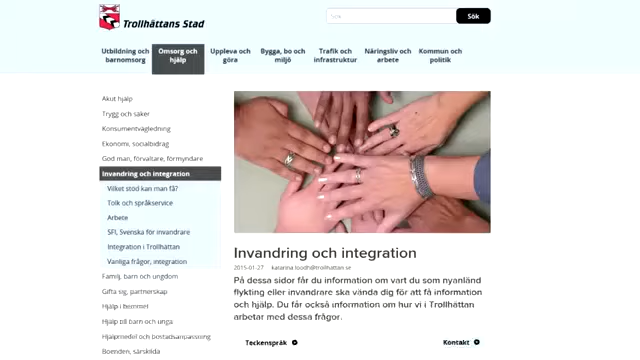 Trollhättans Stad
Sök
Sök
Utbildning och barnomsorg
Omsorg och hjälp
Uppleva och göra
Bygga, bo och miljö
Trafik och infrastruktur
Näringsliv och arbete
Kommun och politik
Akut hjälp
Trygg och säker
Konsumentvägledning
Ekonomi, socialbidrag
God man, förvaltare, förmyndare
Invandring och integration
Vilket stöd kan man få?
Tolk och språkservice
Arbete
SFI, Svenska för invandrare
Integration i Trollhättan
Vanliga frågor, integration
Familj, barn och ungdom
Gifta sig, partnerskap
Hjälp i hemmet
Hjälp till barn och unga
Hjälpmedel och bostadsanpassning
Boenden, särskilda
Invandring och integration
2015-01-27 katarina.loodh@trollhattan.se
På dessa sidor får du information om vart du som nyanländ
flykting eller invandrare ska vända dig för att få information
och hjälp. Du får också information om hur vi i Trollhättan
arbetar med dessa frågor.
Teckenspråk
Kontakt